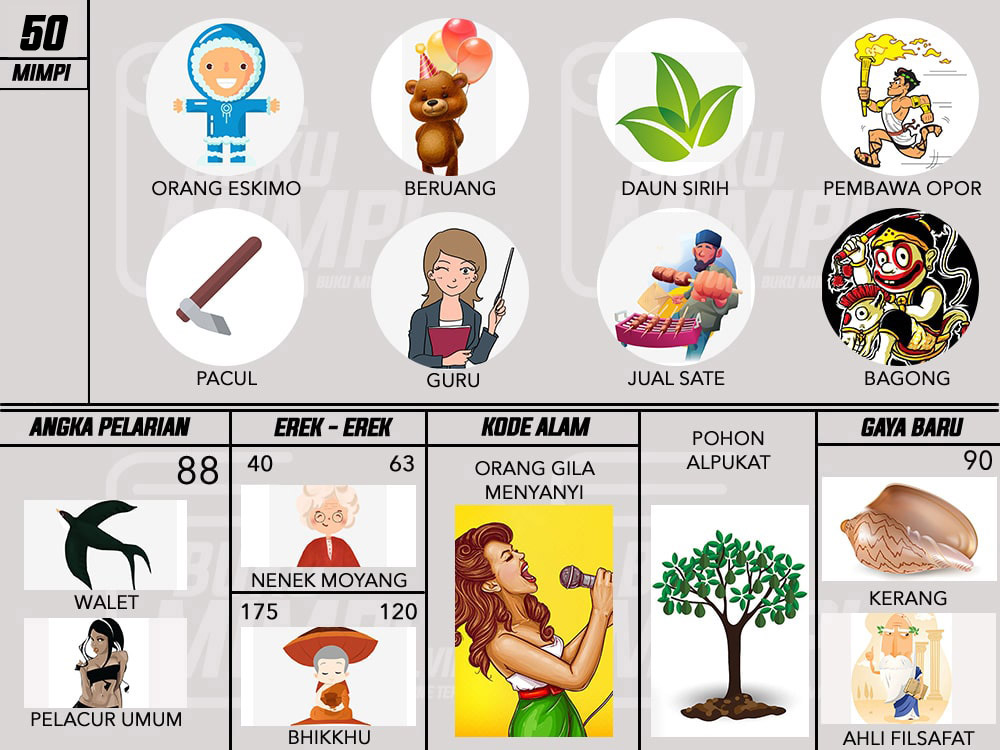 50
MIMPI
ORANG ESKIMO
BERUANG
DAUN SIRIH
PEMBAWA OPOR
PACUL
GURU
JUAL SATE
BAGONG
ANGKA PELARIAN
88
WALET
PELACUR UMUM
EREK - EREK
40 63
NENEK MOYANG
175 120
BHIKKHU
KODE ALAM
ORANG GILA
MENYANYI
POHON
ALPUKAT
GAYA BARU
90
KERANG
AHLI FILSAFAT
BUKU
MIMPI